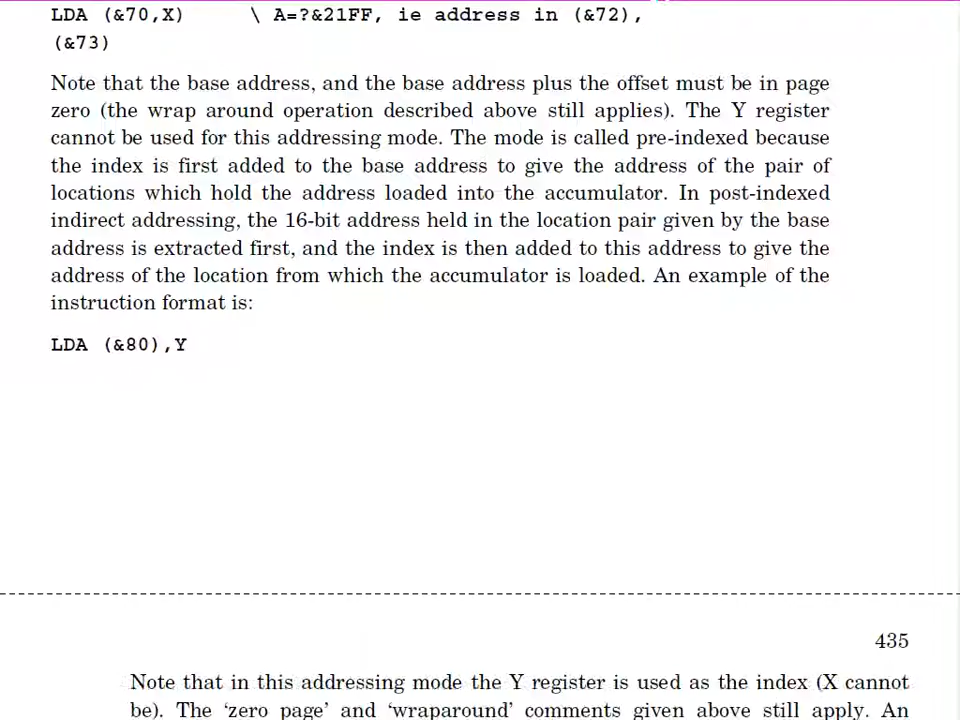 LDA (&70,X) \ A=?&21FF, ie address in (&72),
(&73)
Note that the base address, and the base address plus the offset must be in page
zero (the wrap around operation described above still applies). The Y register
cannot be used for this addressing mode. The mode is called pre-indexed because
the index is first added to the base address to give the address of the pair of
locations which hold the address loaded into the accumulator. In post-indexed
indirect addressing, the 16-bit address held in the location pair given by the base
address is extracted first, and the index is then added to this address to give the
address of the location from which the accumulator is loaded. An example of the
instruction format is:
LDA (&80),Y
435
Note that in this addressing mode the Y register is used as the index (X cannot
be). The ‘zero page’ and ‘wraparound’ comments given above still apply. An